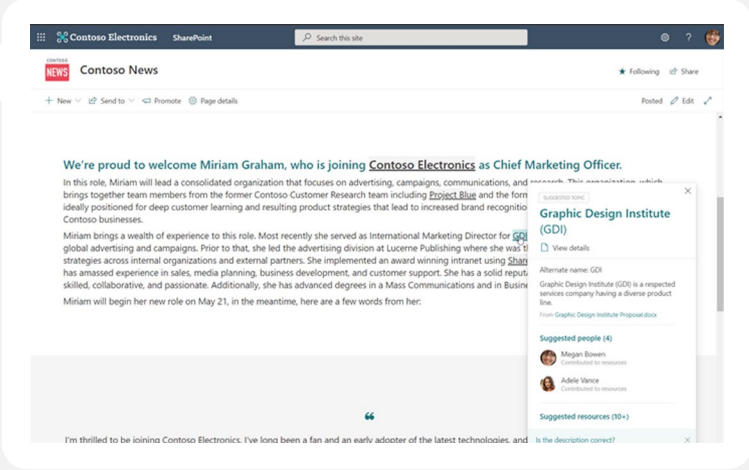 Contoso Electronics SharePoint Search this site ?
CONTOSO
NEWS
Contoso News
Following Share
New Send to Promote Page details Posted Edit
We're proud to welcome Miriam Graham, who is joining Contoso Electronics as Chief Marketing Officer.
In this role, Miriam will lead a consolidated organization that focuses on advertising, campaigns, communications, and research. This organization, which
brings together team members from the former Contoso Customer Research team including Project Blue and the form
ideally positioned for deep customer learning and resulting product strategies that lead to increased brand recognitio
Contoso businesses.
Miriam brings a wealth of experience to this role. Most recently she served as International Marketing Director for GDI
global advertising and campaigns. Prior to that, she led the advertising division at Lucerne Publishing where she was t
strategies across internal organizations and external partners. She implemented an award winning intranet using Shar
has amassed experience in sales, media planning, business development, and customer support. She has a solid reput
skilled, collaborative, and passionate. Additionally, she has advanced degrees in a Mass Communications and in Busine
Miriam will begin her new role on May 21, in the meantime, here are a few words from her:
SUGGESTED TOPIC
Graphic Design Institute
(GDI)
View details
Alternate name: GDI
Graphic Design Institute (GDI) is a respected
services company having a diverse product
line.
From Graphic Design Institute Proposal.docx
Suggested people (4)
Megan Bowen
Contributed to resources
Adele Vance
Contributed to resources
Suggested resources (10+)
Is the description correct?
“
I'm thrilled to be joining Contoso Electronics. I've long been a fan and an early adopter of the latest technologies, and